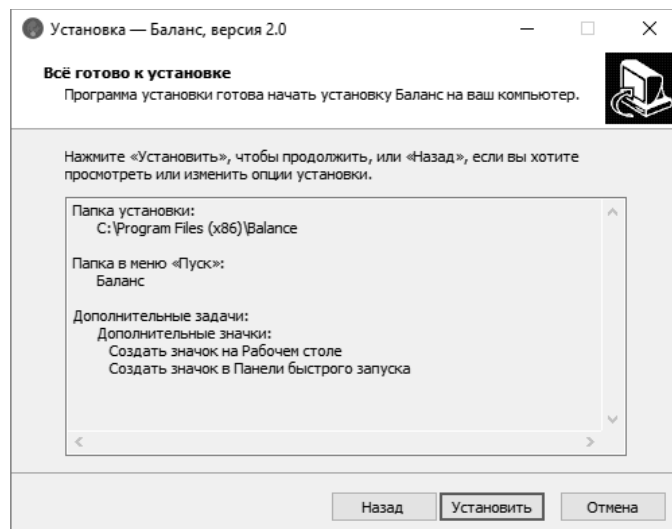 Установка — Баланс, версия 2.0
Всё готово к установке
Программа установки готова начать установку Баланс на ваш компьютер.
Нажмите «Установить», чтобы продолжить, или «Назад», если вы хотите
просмотреть или изменить опции установки.
Папка установки:
C:\Program Files (x86)\Balance
Папка в меню «Пуск»:
Баланс
Дополнительные задачи:
Дополнительные значки:
Создать значок на Рабочем столе
Создать значок в Панели быстрого запуска
Назад
Установить
Отмена